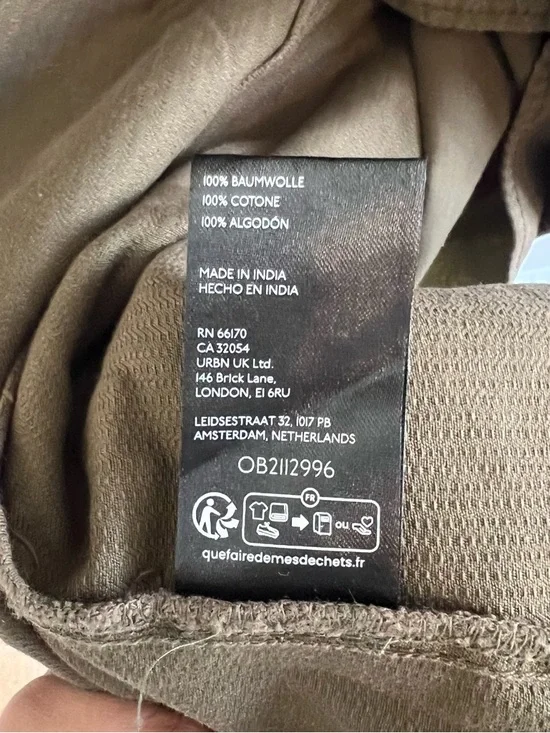 100% BAUMWOLLE
100% COTONE
100% ALGODÓN
MADE IN INDIA
HECHO EN INDIA
RN 66170
CA 32054
URBN UK Ltd.
146 Brick Lane,
LONDON, E1 6RU
LEIDSESTRAAT 32, 1017 PB
AMSTERDAM, NETHERLANDS
OB2112996
FR
ou
quefairedemesdechets.fr